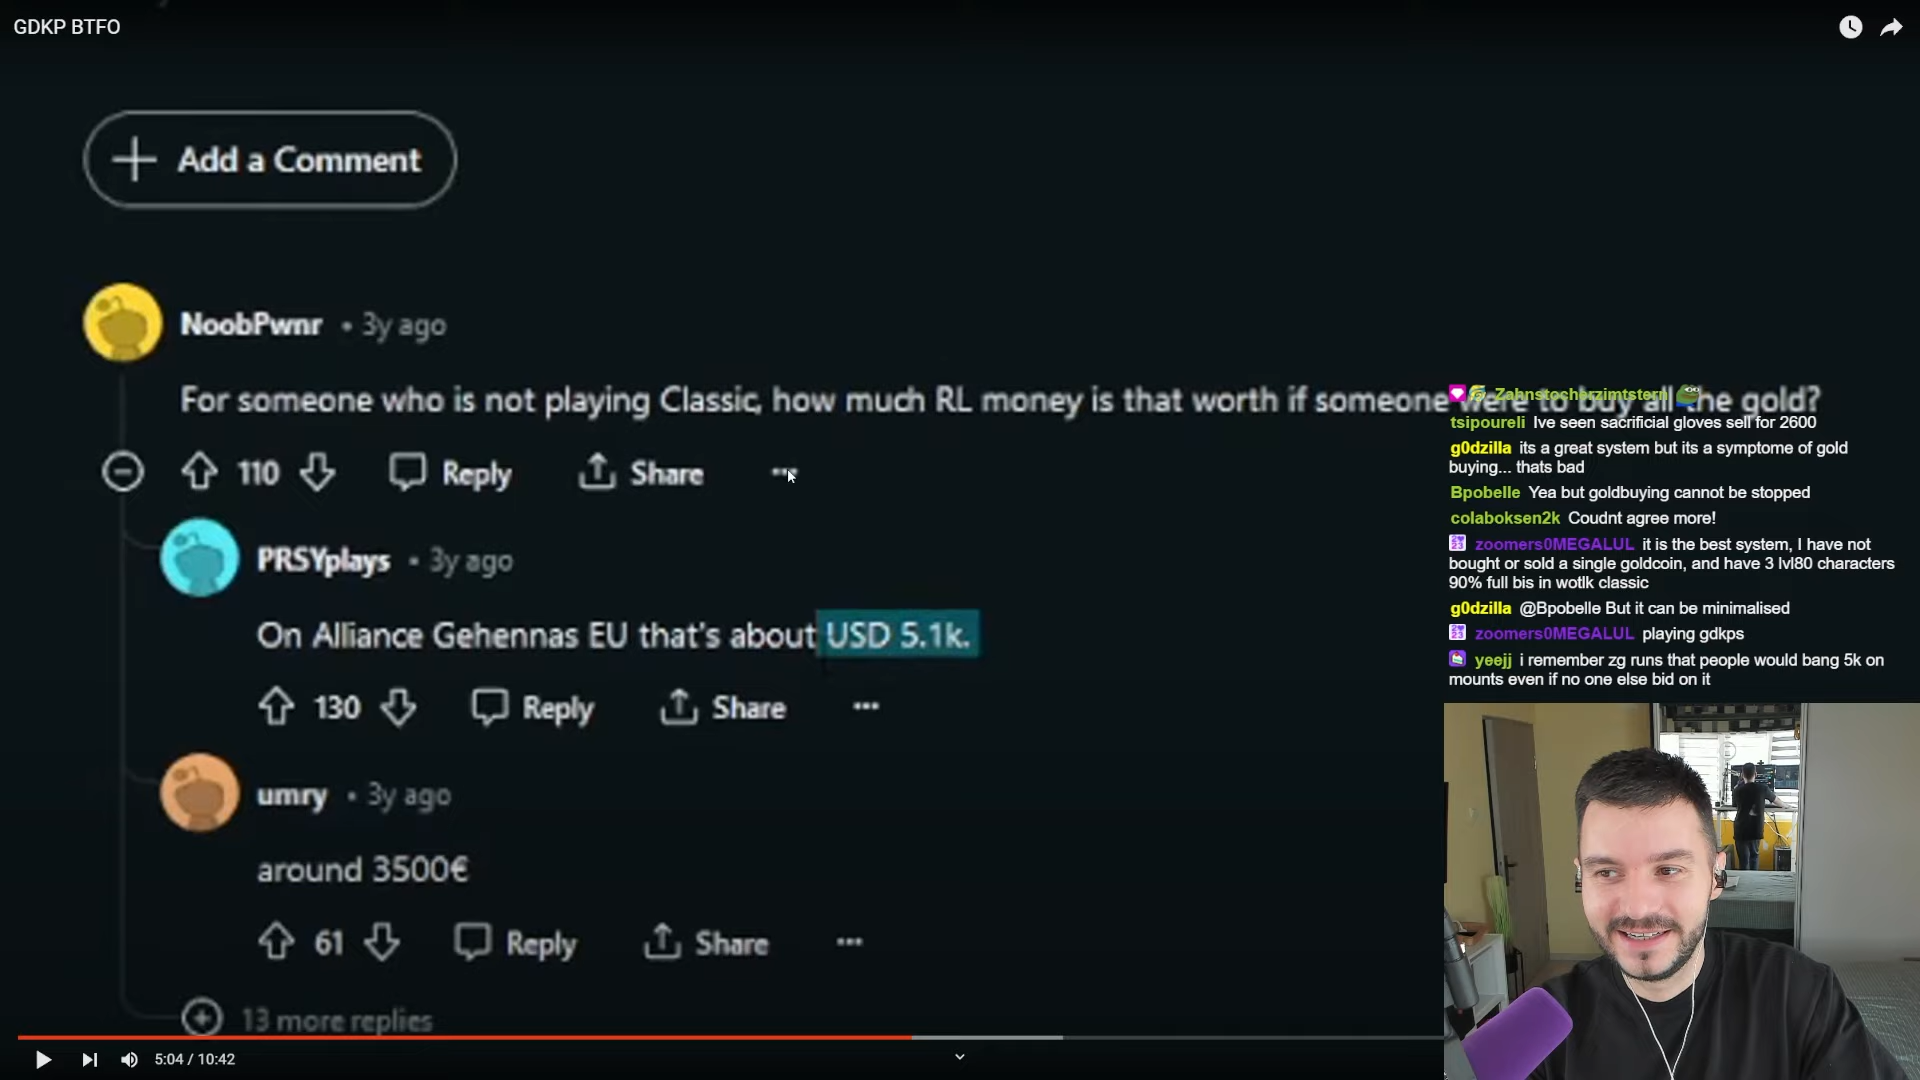 GDKP BTFO
Add a Comment
NoobPwnr • 3y ago
For someone who is not playing Classic, how much RL money is that worth if someone were to buy all the gold?
110 Reply Share ...
PRSYplays • 3y ago
On Alliance Gehennas EU that's about USD 5.1k.
130 Reply Share ...
umry • 3y ago
around 3500€
61 Reply Share ...
13 more replies
5:04 / 10:42
Zahnstocherzimtstern
tsipoureli Ive seen sacrificial gloves sell for 2600
g0dzilla its a great system but its a symptome of gold
buying... thats bad
Bpobelle Yea but goldbuying cannot be stopped
colaboksen2k Coudnt agree more!
zoomers0MEGALUL it is the best system, I have not
bought or sold a single goldcoin, and have 3 lvl80 characters
90% full bis in wotlk classic
g0dzilla @Bpobelle But it can be minimalised
zoomers0MEGALUL playing gdkps
yeejj i remember zg runs that people would bang 5k on
mounts even if no one else bid on it